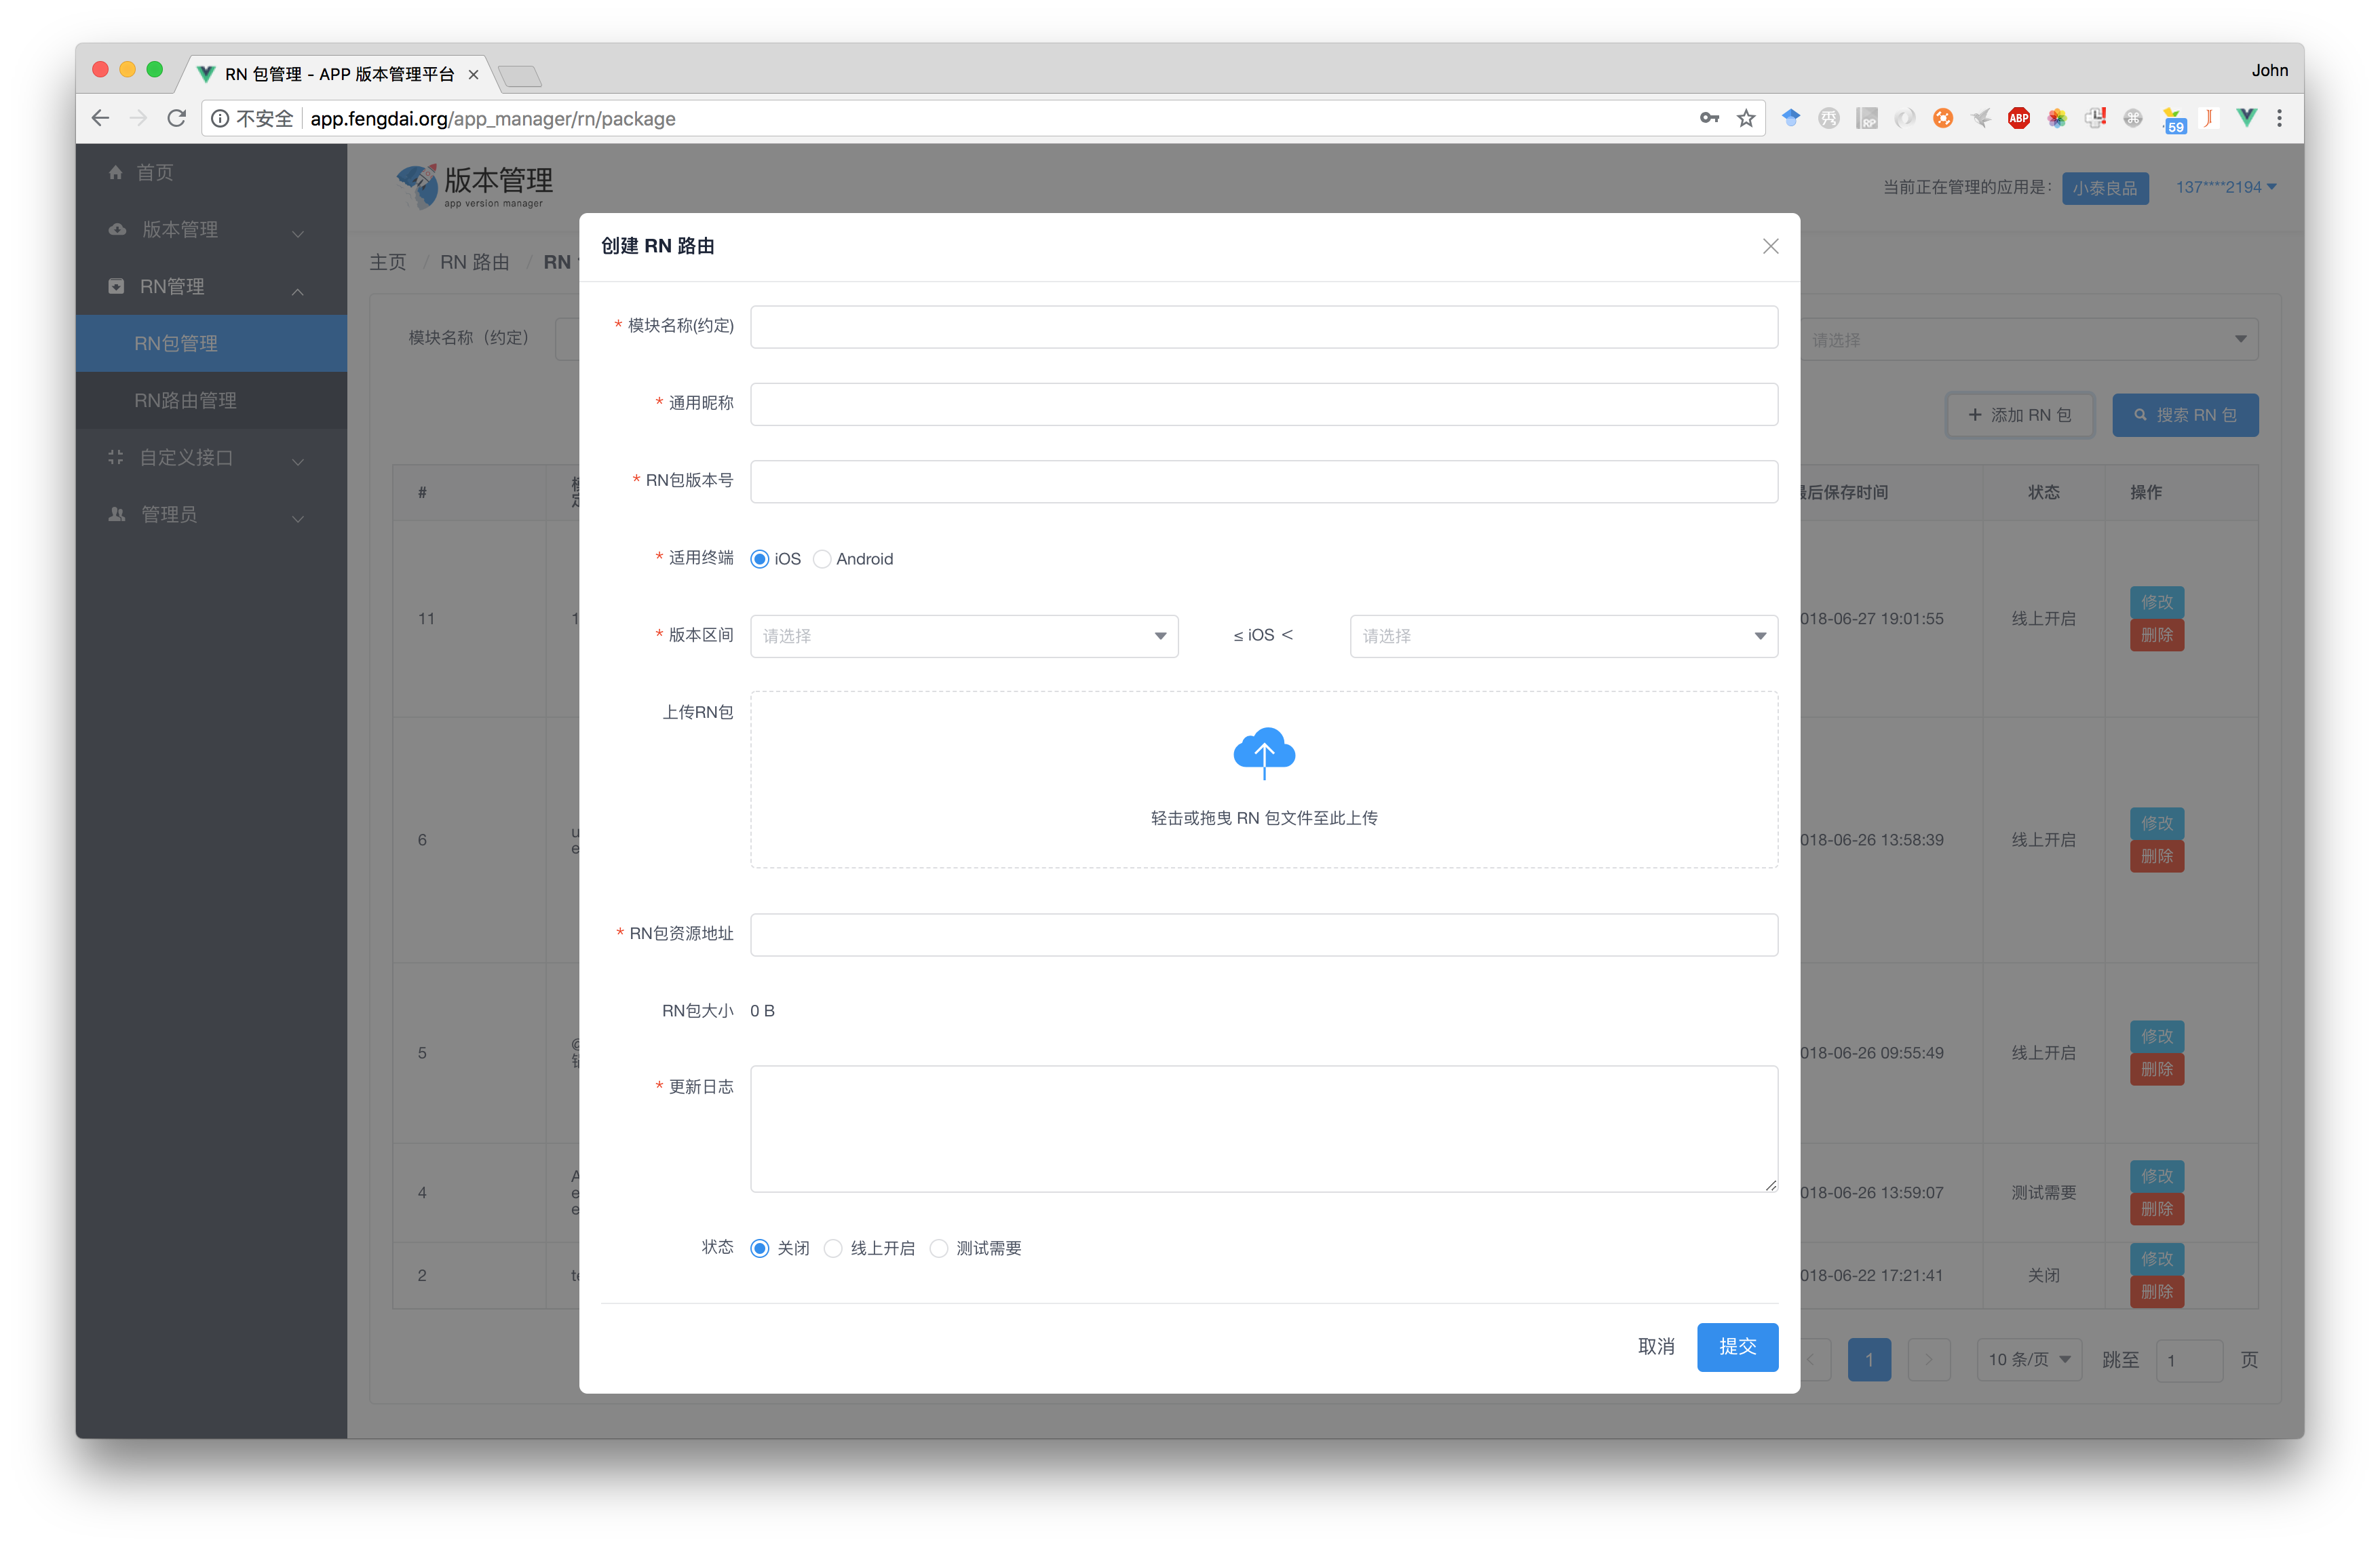 RN 包管理 - APP 版本管理平台
John
不安全 app.fengdai.org/app_manager/rn/package
秀
RP
ABP
59
首页
版本管理
RN管理
RN包管理
RN路由管理
自定义接口
管理员
版本管理
app version manager
当前正在管理的应用是： 小泰良品 137****2194
主页 / RN 路由 / RN
模块名称（约定）
请选择
添加 RN 包 搜索 RN 包
# 最后保存时间 状态 操作
11 1 018-06-27 19:01:55 线上开启 修改 删除
6 u e 018-06-26 13:58:39 线上开启 修改 删除
5 018-06-26 09:55:49 线上开启 修改 删除
4 A e e 018-06-26 13:59:07 测试需要 修改 删除
2 te 018-06-22 17:21:41 关闭 修改 删除
1 10 条/页 跳至 1 页
创建 RN 路由
* 模块名称(约定)
* 通用昵称
* RN包版本号
* 适用终端 iOS Android
* 版本区间 请选择 ≤ iOS < 请选择
上传RN包
轻击或拖曳 RN 包文件至此上传
* RN包资源地址
RN包大小 0 B
* 更新日志
状态 关闭 线上开启 测试需要
取消 提交